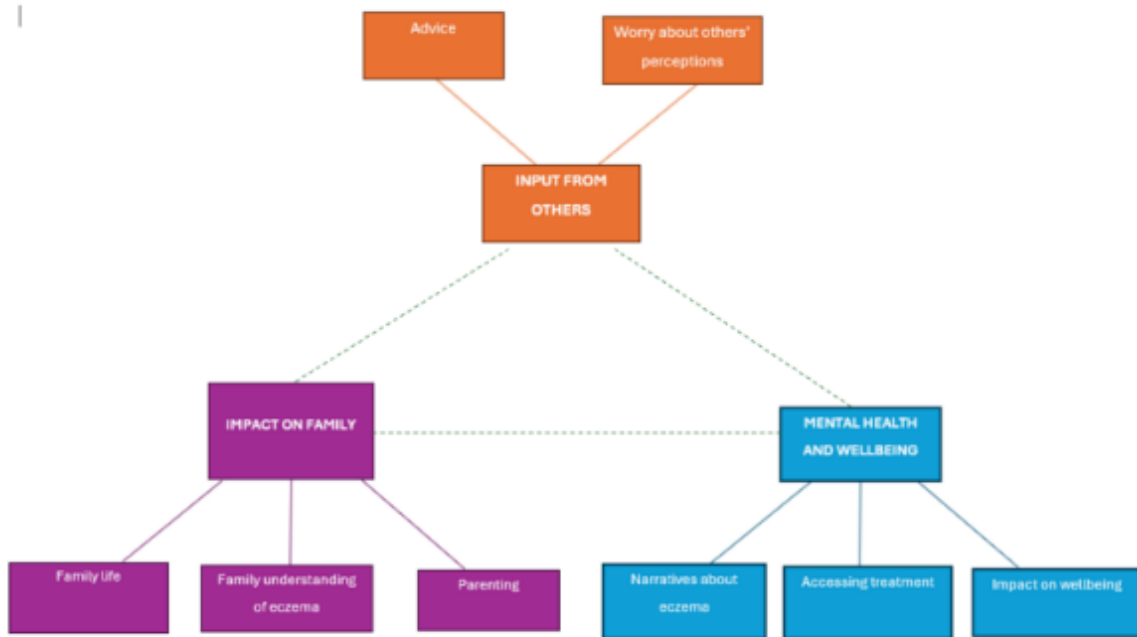 Advice
Worry about others'
perceptions
INPUT FROM
OTHERS
IMPACT ON FAMILY
MENTAL HEALTH
AND WELLBEING
Family life
Family understanding
of eczema
Parenting
Narratives about
eczema
Accessing treatment
Impact on wellbeing